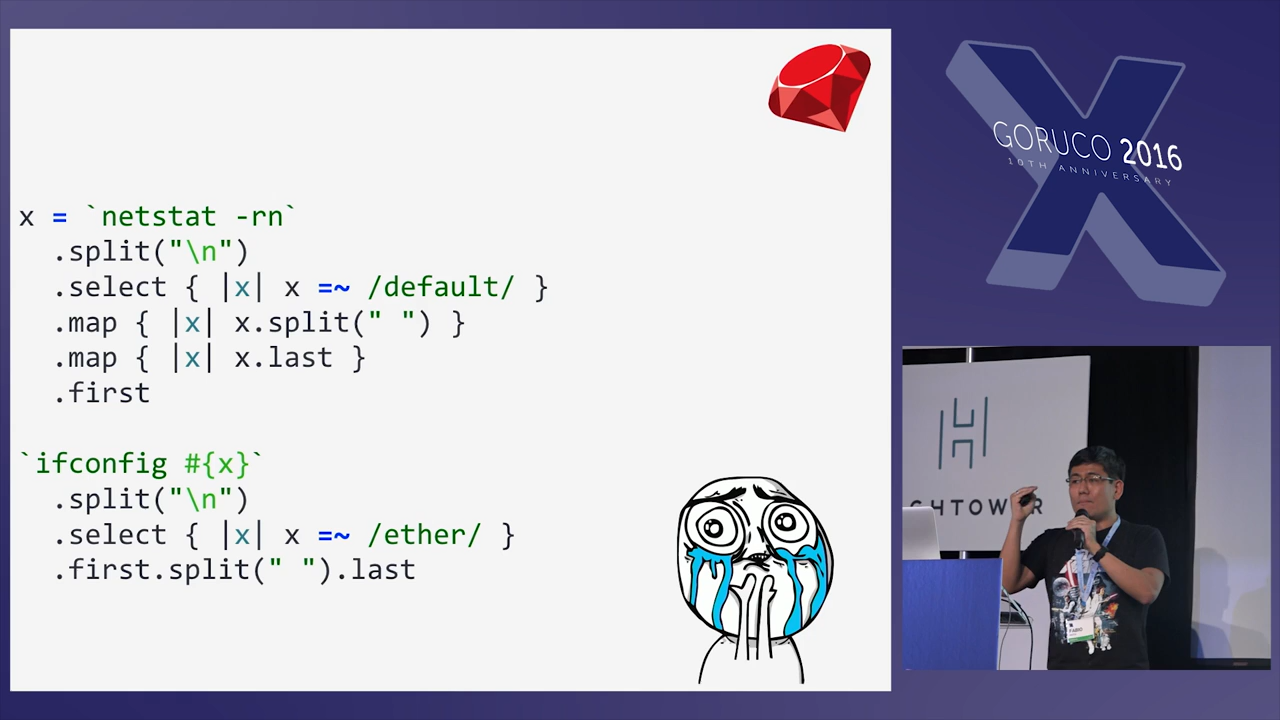 x = `netstat -rn`
  .split("\n")
  .select { |x| x =~ /default/ }
  .map { |x| x.split(" ") }
  .map { |x| x.last }
  .first

`ifconfig #{x}`
  .split("\n")
  .select { |x| x =~ /ether/ }
  .first.split(" ").last
GORUCO 2016
10TH ANNIVERSARY
GHTOWER